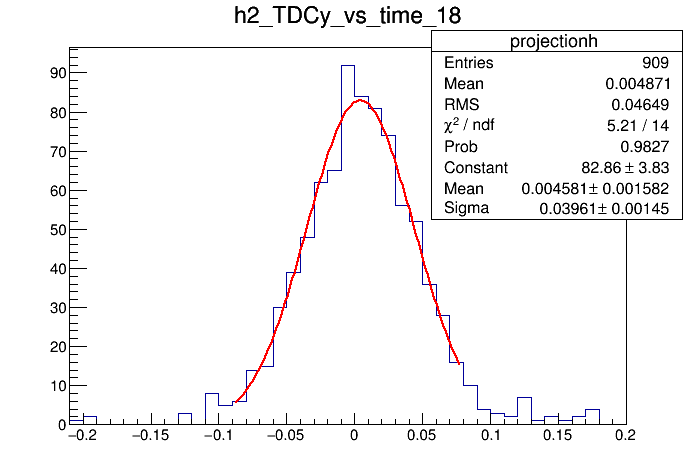 h2_TDCy_vs_time_18
projectionh
Entries 909
Mean 0.004871
RMS 0.04649
χ² / ndf 5.21 / 14
Prob 0.9827
Constant 82.86 ± 3.83
Mean 0.004581± 0.001582
Sigma 0.03961± 0.00145
90
80
70
60
50
40
30
20
10
0
−0.2 −0.15 −0.1 −0.05 0 0.05 0.1 0.15 0.2